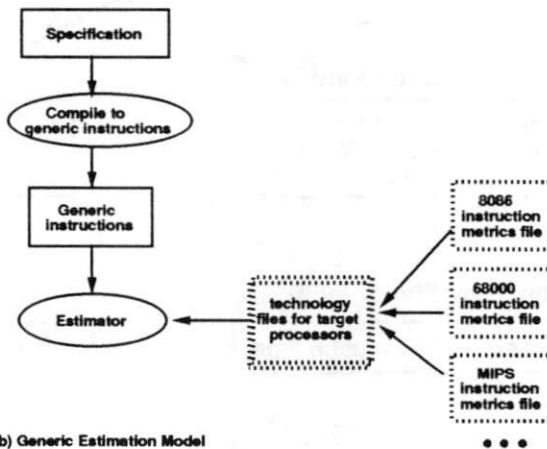 Specification
Compile to
generic instructions
Generic
instructions
Estimator
technology
files for target
processors
8086
instruction
metrics file
68000
instruction
metrics file
MIPS
instruction
metrics file
b) Generic Estimation Model